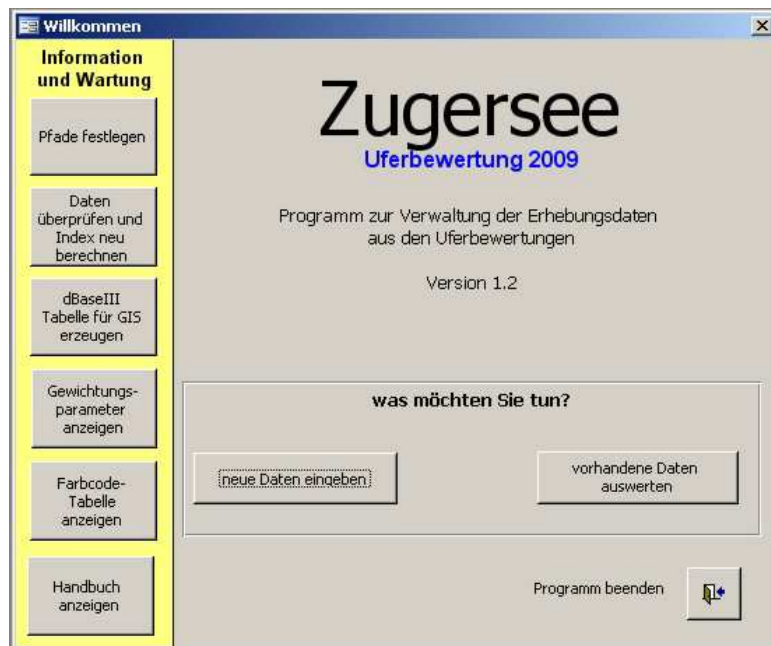 Willkommen
Information
und Wartung
Pfade festlegen
Daten
überprüfen und
Index neu
berechnen
dBaseIII
Tabelle für GIS
erzeugen
Gewichtungs-
parameter
anzeigen
Farbcode-
Tabelle
anzeigen
Handbuch
anzeigen
Zugersee
Uferbewertung 2009
Programm zur Verwaltung der Erhebungsdaten
aus den Uferbewertungen
Version 1.2
was möchten Sie tun?
neue Daten eingeben
vorhandene Daten
auswerten
Programm beenden